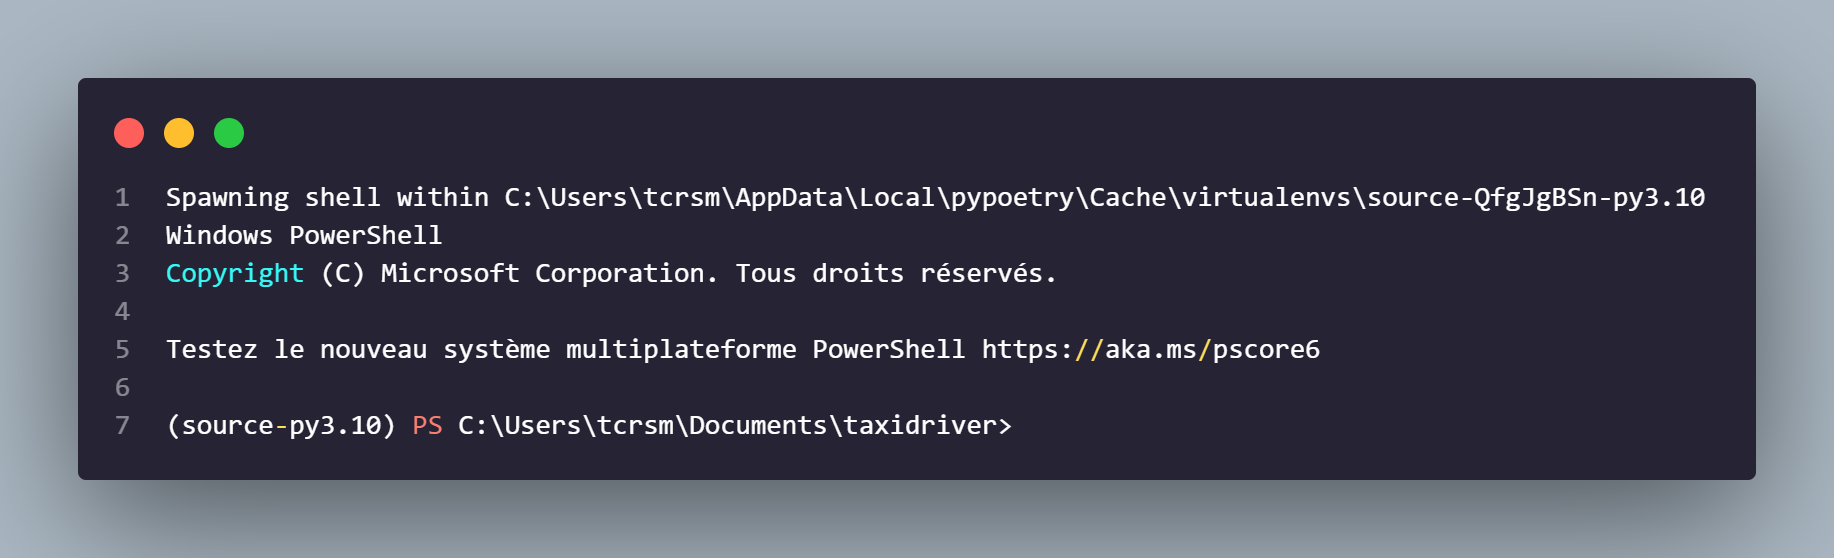 1 Spawning shell within C:\Users\tcrsm\AppData\Local\pypoetry\Cache\virtualenvs\source-QfgJgBSn-py3.10
2 Windows PowerShell
3 Copyright (C) Microsoft Corporation. Tous droits réservés.
4
5 Testez le nouveau système multiplateforme PowerShell https://aka.ms/pscore6
6
7 (source-py3.10) PS C:\Users\tcrsm\Documents\taxidriver>